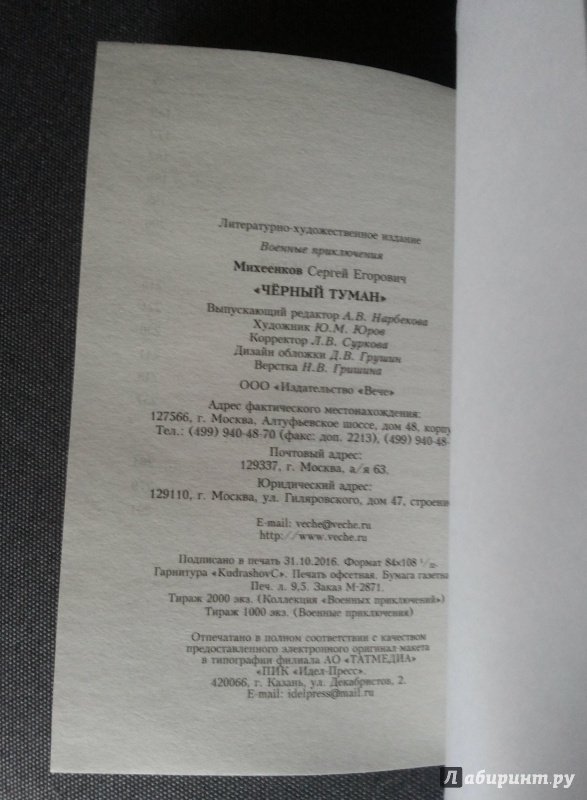 Литературно-художественное издание
Военные приключения
Михеенков Сергей Егорович
«ЧЁРНЫЙ ТУМАН»
Выпускающий редактор А.В. Нарбекова
Художник Ю.М. Юров
Корректор Л.В. Суркова
Дизайн обложки Д.В. Грушин
Верстка Н.В. Гришина
ООО «Издательство «Вече»
Адрес фактического местонахождения:
127566, г. Москва, Алтуфьевское шоссе, дом 48, корпу
Тел.: (499) 940-48-70 (факс: доп. 2213), (499) 940-48-
Почтовый адрес:
129337, г. Москва, а/я 63.
Юридический адрес:
129110, г. Москва, ул. Гиляровского, дом 47, строени
E-mail: veche@veche.ru
http://www.veche.ru
Подписано в печать 31.10.2016. Формат 84х108 1/
Гарнитура «KudrashovC». Печать офсетная. Бумага газетна
Печ. л. 9,5. Заказ М-2871.
Тираж 2000 экз. (Коллекция «Военных приключений»)
Тираж 1000 экз. (Военные приключения)
Отпечатано в полном соответствии с качеством
предоставленного электронного оригинал-макета
в типографии филиала АО «ТАТМЕДИА»
«ПИК «Идел-Пресс».
420066, г. Казань, ул. Декабристов, 2.
E-mail: idelpress@mail.ru
Лабиринт.ру